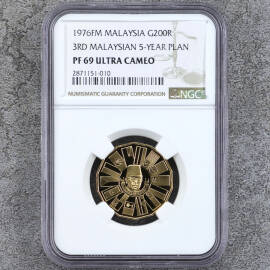 1976FM MALAYSIA G200R
3RD MALAYSIAN 5-YEAR PLAN
PF 69 ULTRA CAMEO
2871151-010
NUMISMATIC GUARANTY CORPORATION
NGC